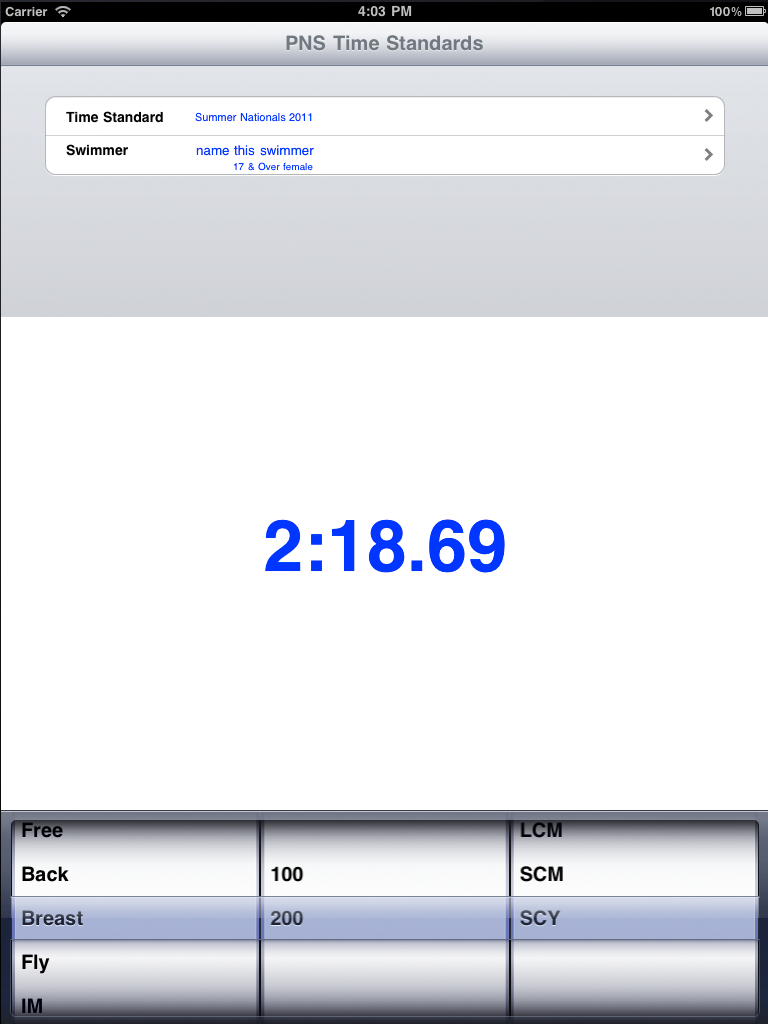 Carrier 4:03 PM 100%
PNS Time Standards
Time Standard Summer Nationals 2011
Swimmer name this swimmer
17 & Over female
2:18.69
Free LCM
Back 100 SCM
Breast 200 SCY
Fly
IM